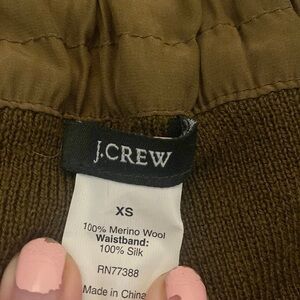 J.CREW
XS
100% Merino Wool
Waistband:
100% Silk
RN77388
Made in China